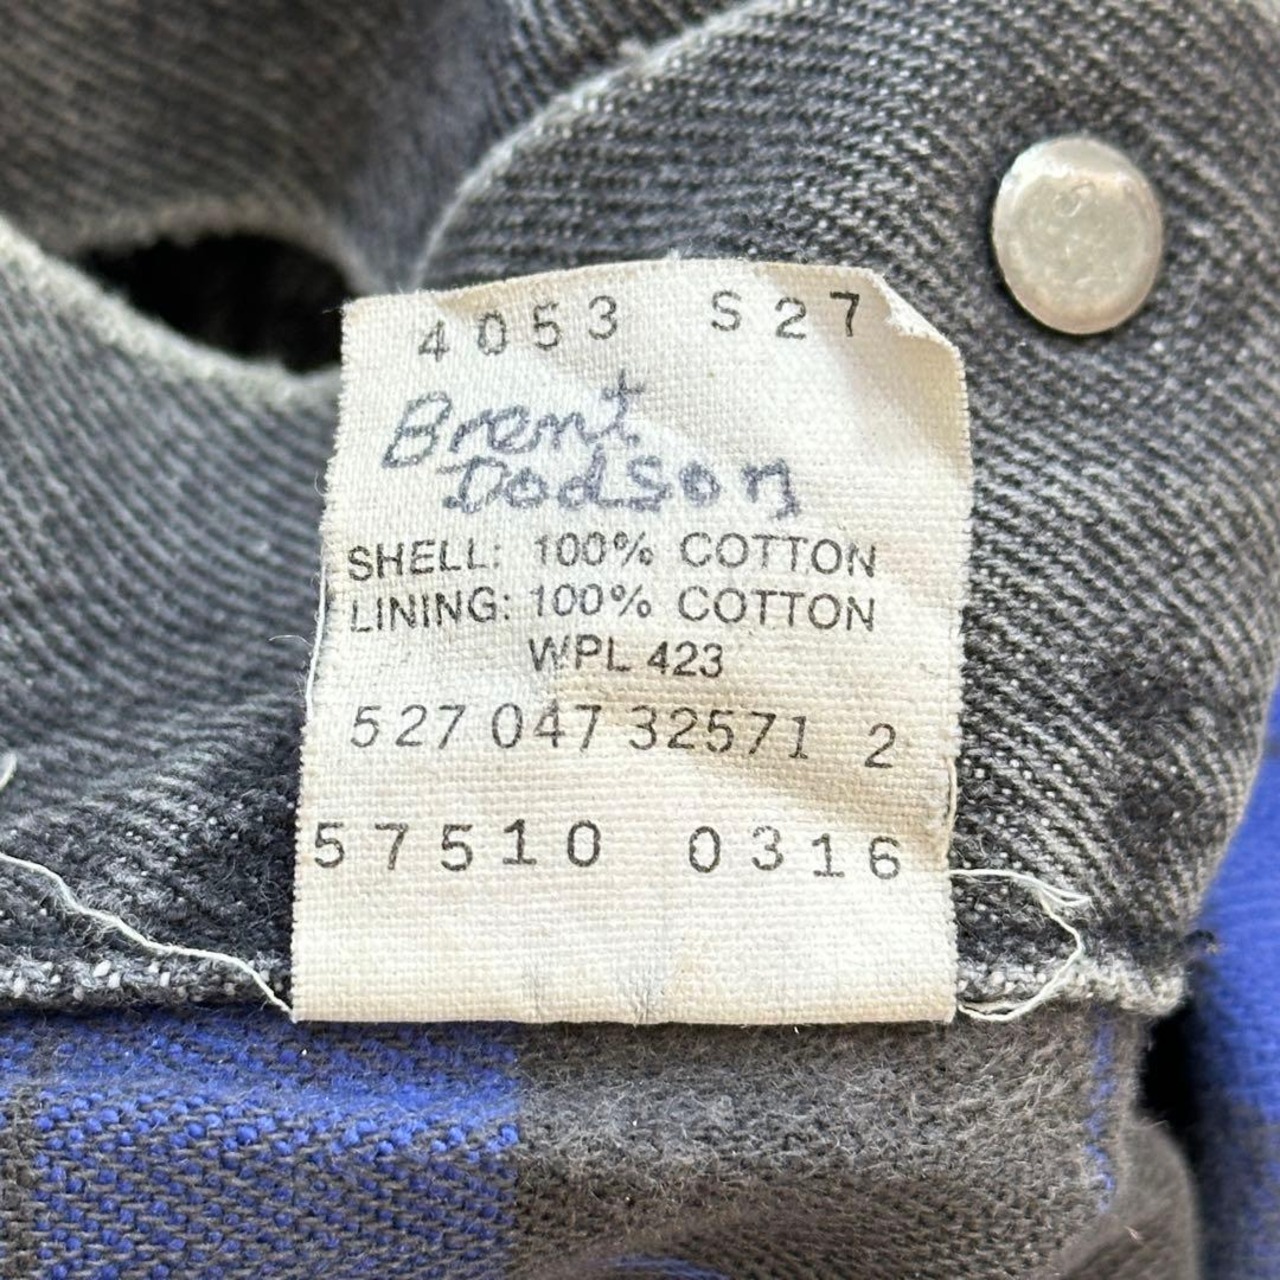 4053 S27
Brent
Dodson
SHELL: 100% COTTON
LINING: 100% COTTON
WPL 423
527 047 32571 2
57510 0316